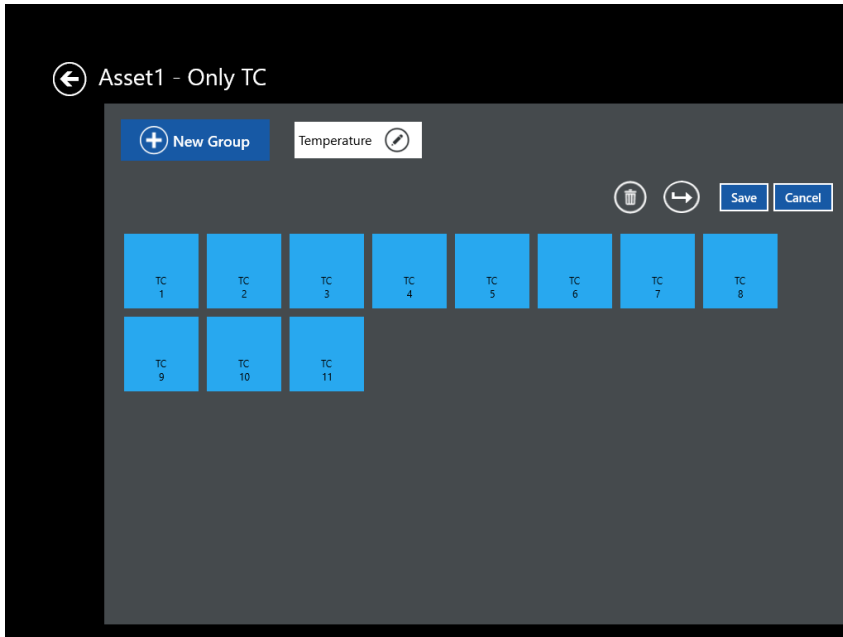 Asset1 - Only TC
New Group
Temperature
Save
Cancel
TC
1
TC
2
TC
3
TC
4
TC
5
TC
6
TC
7
TC
8
TC
9
TC
10
TC
11